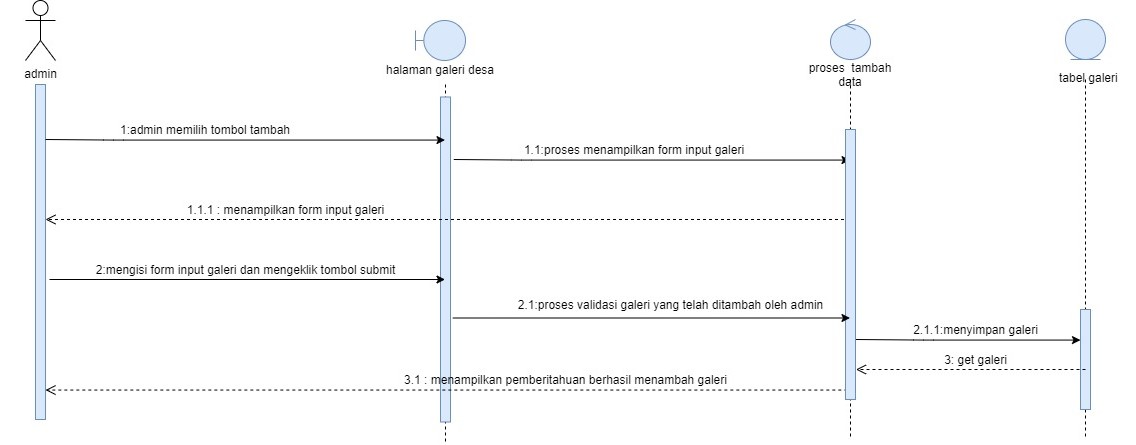 admin
halaman galeri desa
proses tambah
data
tabel galeri
1:admin memilih tombol tambah
1.1:proses menampilkan form input galeri
1.1.1 : menampilkan form input galeri
2:mengisi form input galeri dan mengeklik tombol submit
2.1:proses validasi galeri yang telah ditambah oleh admin
2.1.1:menyimpan galeri
3: get galeri
3.1 : menampilkan pemberitahuan berhasil menambah galeri